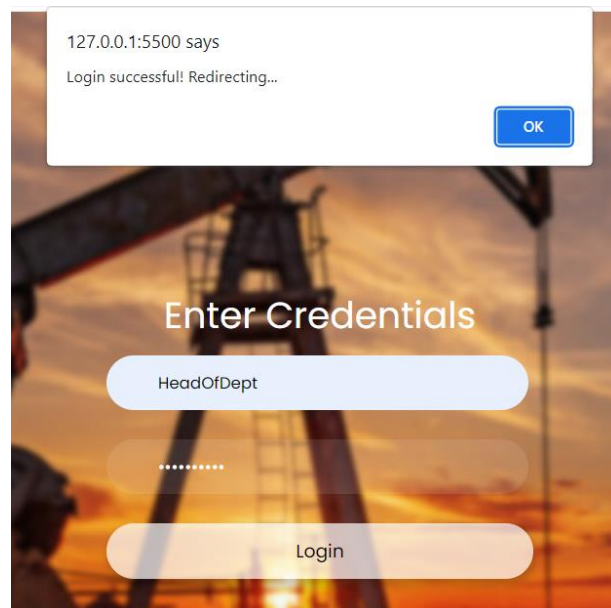 127.0.0.1:5500 says
Login successful! Redirecting...
OK
Enter Credentials
HeadOfDept
••••••••••
Login